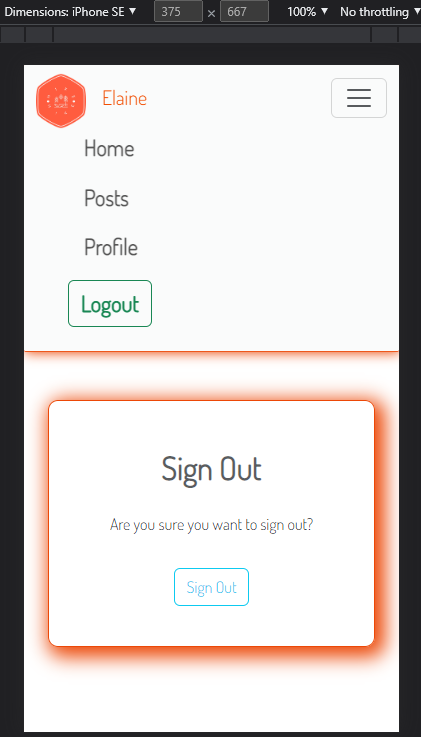 Dimensions: iPhone SE ▼ 375 × 667 100% ▼ No throttling ▼
Elaine
Home
Posts
Profile
Logout
Sign Out
Are you sure you want to sign out?
Sign Out